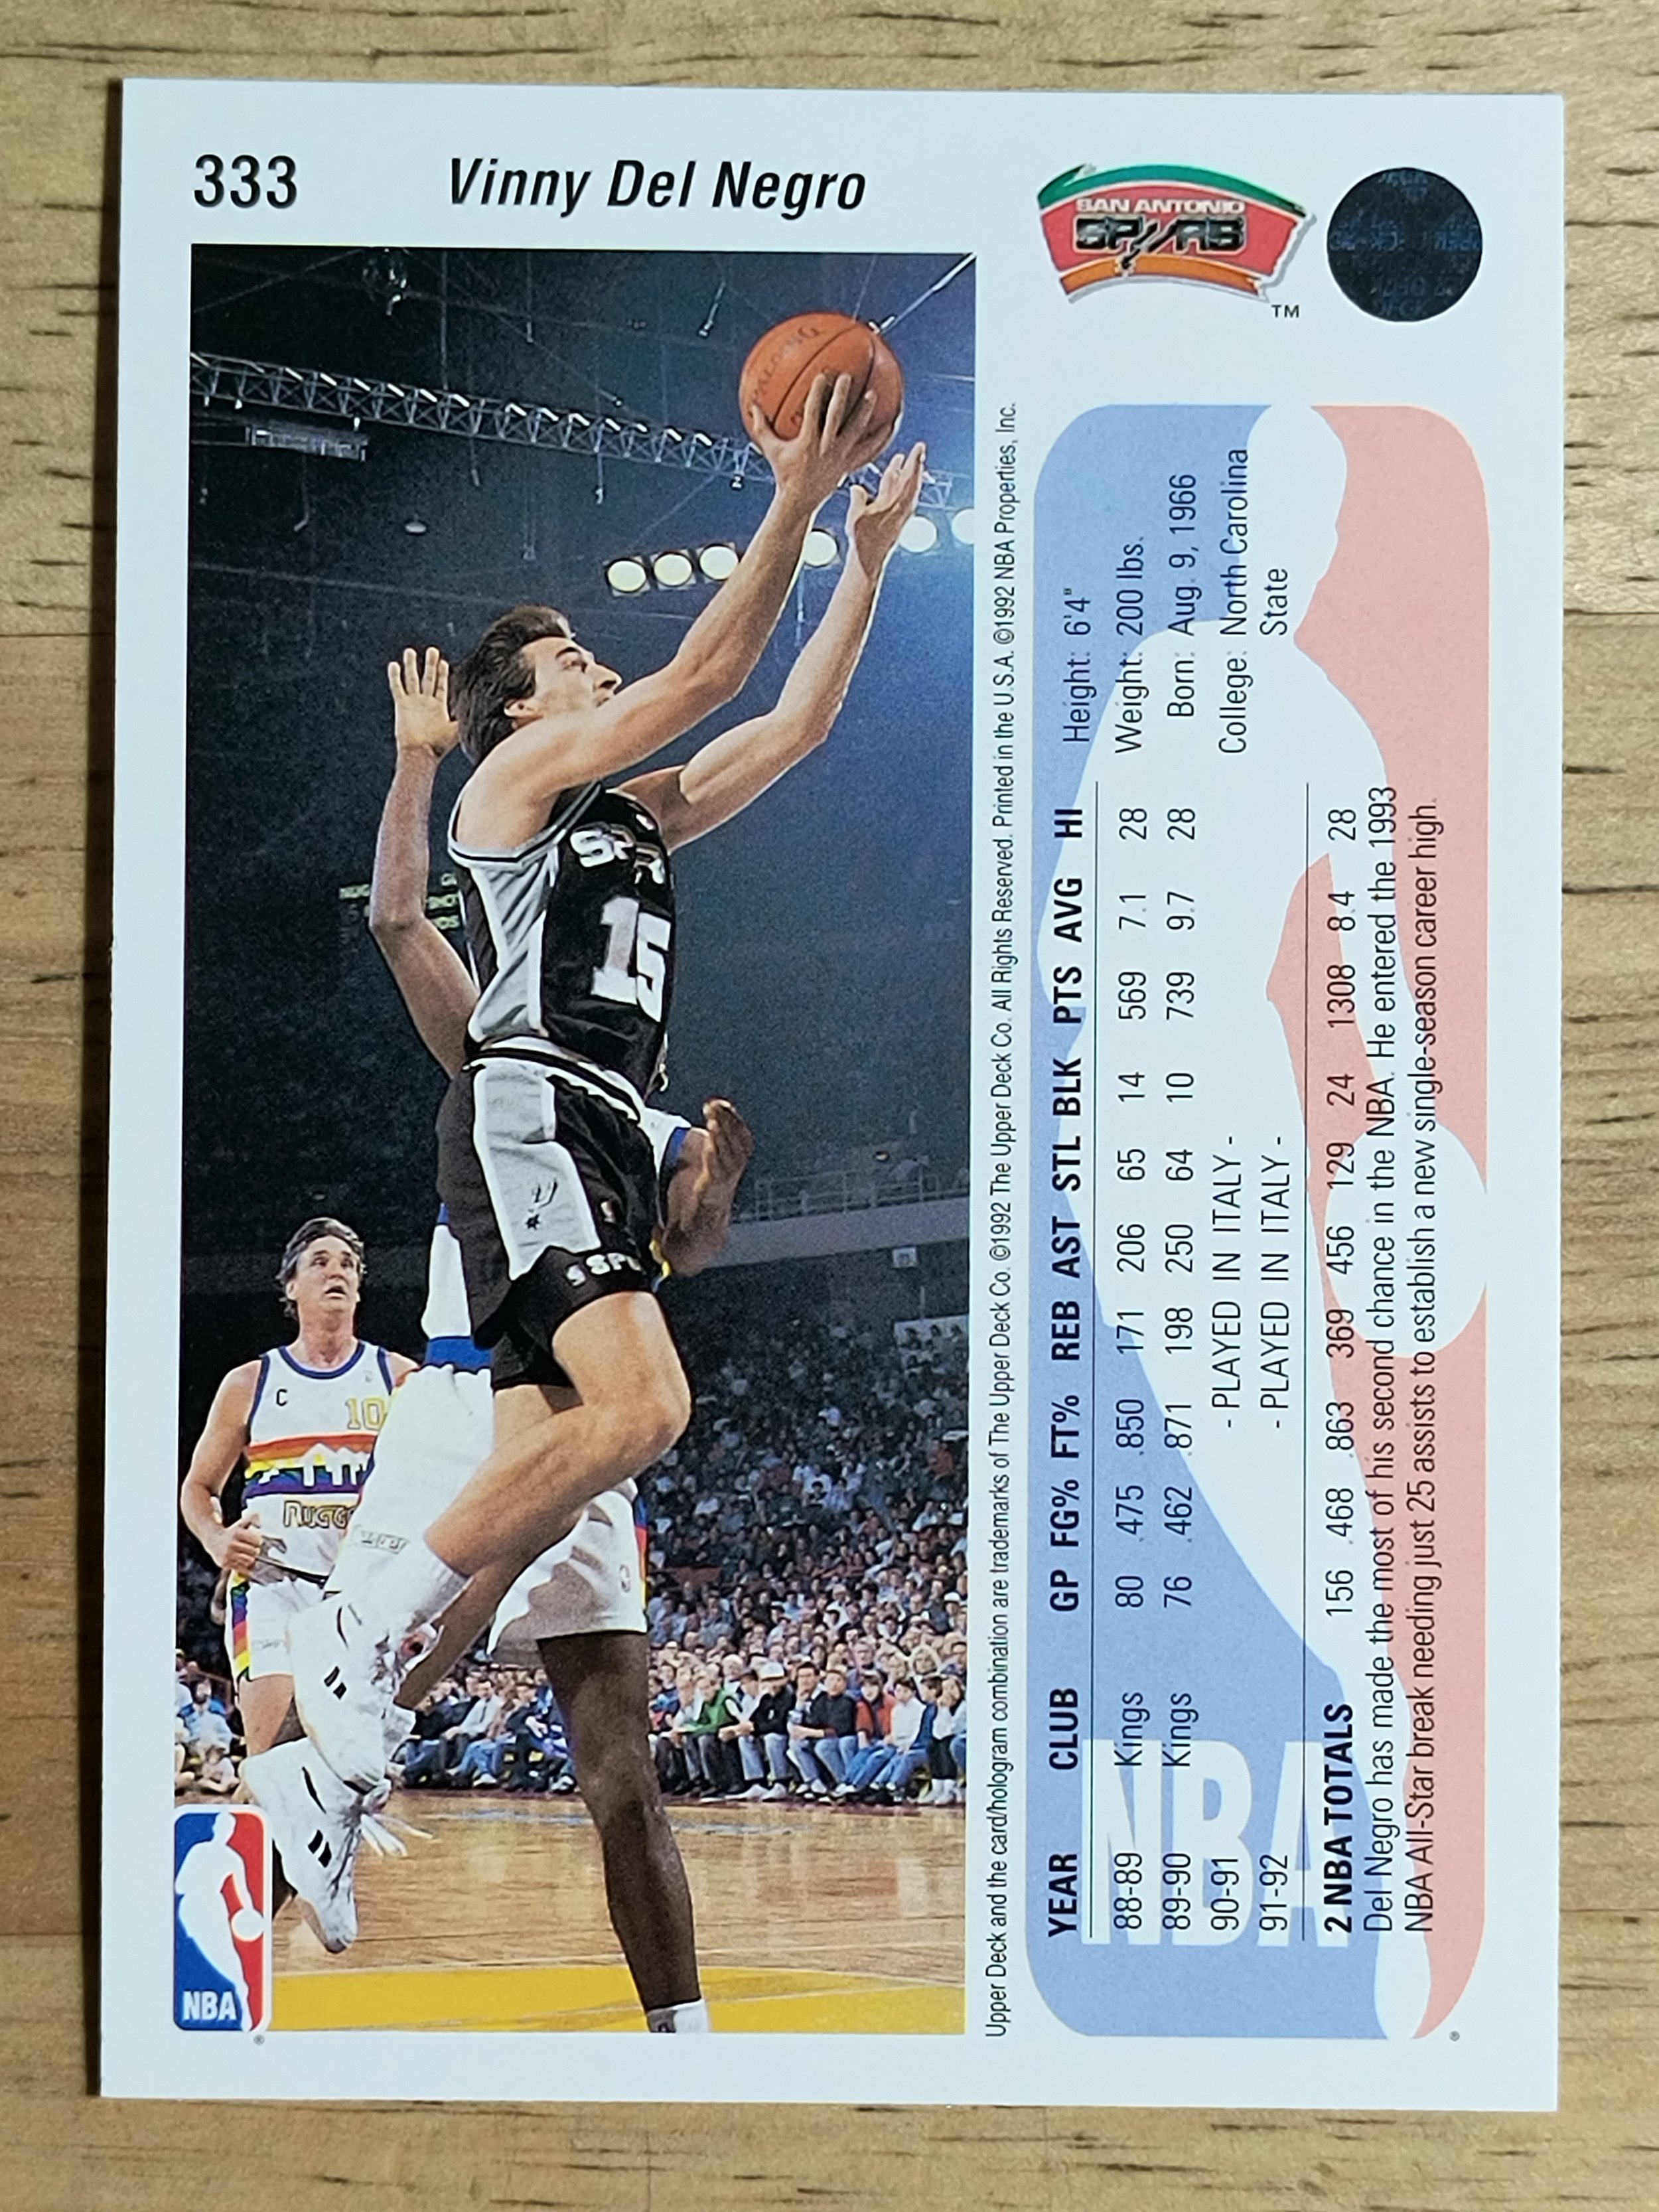 333 Vinny Del Negro
SAN ANTONIO
SPURS
TM
SPALDING
SPURS
15
SPU
C
10
NUGG
NBA
®
Upper Deck and the card/hologram combination are trademarks of The Upper Deck Co. ©1992 The Upper Deck Co. All Rights Reserved. Printed in the U.S.A. ©1992 NBA Properties, Inc.
YEAR CLUB GP FG% FT% REB AST STL BLK PTS AVG HI
88-89 Kings 80 .475 .850 171 206 65 14 569 7.1 28
89-90 Kings 76 .462 .871 198 250 64 10 739 9.7 28
90-91 - PLAYED IN ITALY -
91-92 - PLAYED IN ITALY -
2 NBA TOTALS 156 .468 .863 369 456 129 24 1308 8.4 28
Height: 6'4"
Weight: 200 lbs.
Born: Aug. 9, 1966
College: North Carolina
State
Del Negro has made the most of his second chance in the NBA. He entered the 1993
NBA All-Star break needing just 25 assists to establish a new single-season career high.
NBA
®